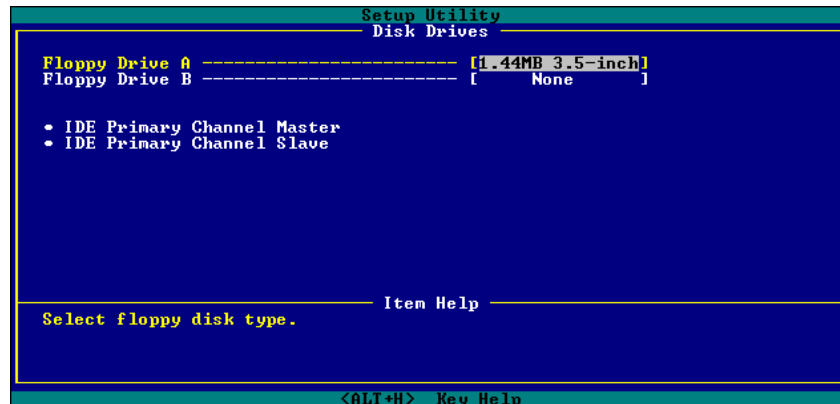 Setup Utility
Disk Drives
Floppy Drive A ------------------------ [1.44MB 3.5-inch]
Floppy Drive B ------------------------ [ None ]
• IDE Primary Channel Master
• IDE Primary Channel Slave
Item Help
Select floppy disk type.
<ALT+H> Key Help